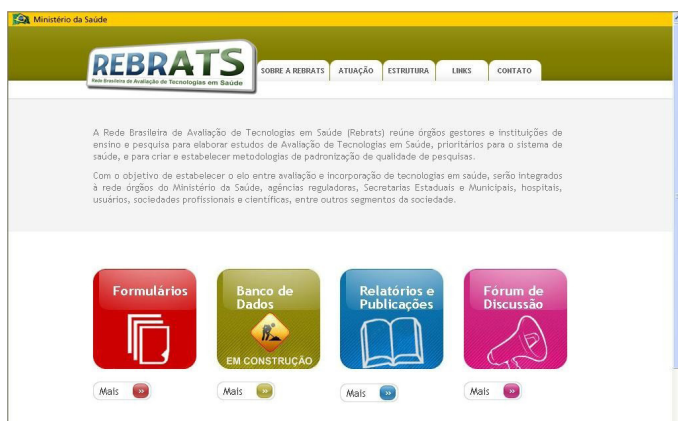 Ministério da Saúde
REBRATS
Rede Brasileira de Avaliação de Tecnologias em Saúde
SOBRE A REBRATS ATUAÇÃO ESTRUTURA LINKS CONTATO
A Rede Brasileira de Avaliação de Tecnologias em Saúde (Rebrats) reúne órgãos gestores e instituições de
ensino e pesquisa para elaborar estudos de Avaliação de Tecnologias em Saúde, prioritários para o sistema de
saúde, e para criar e estabelecer metodologias de padronização de qualidade de pesquisas.
Com o objetivo de estabelecer o elo entre avaliação e incorporação de tecnologias em saúde, serão integrados
à rede órgãos do Ministério da Saúde, agências reguladoras, Secretarias Estaduais e Municipais, hospitais,
usuários, sociedades profissionais e científicas, entre outros segmentos da sociedade.
Formulários
Banco de
Dados
EM CONSTRUÇÃO
Relatórios e
Publicações
Fórum de
Discussão
Mais »
Mais »
Mais »
Mais »